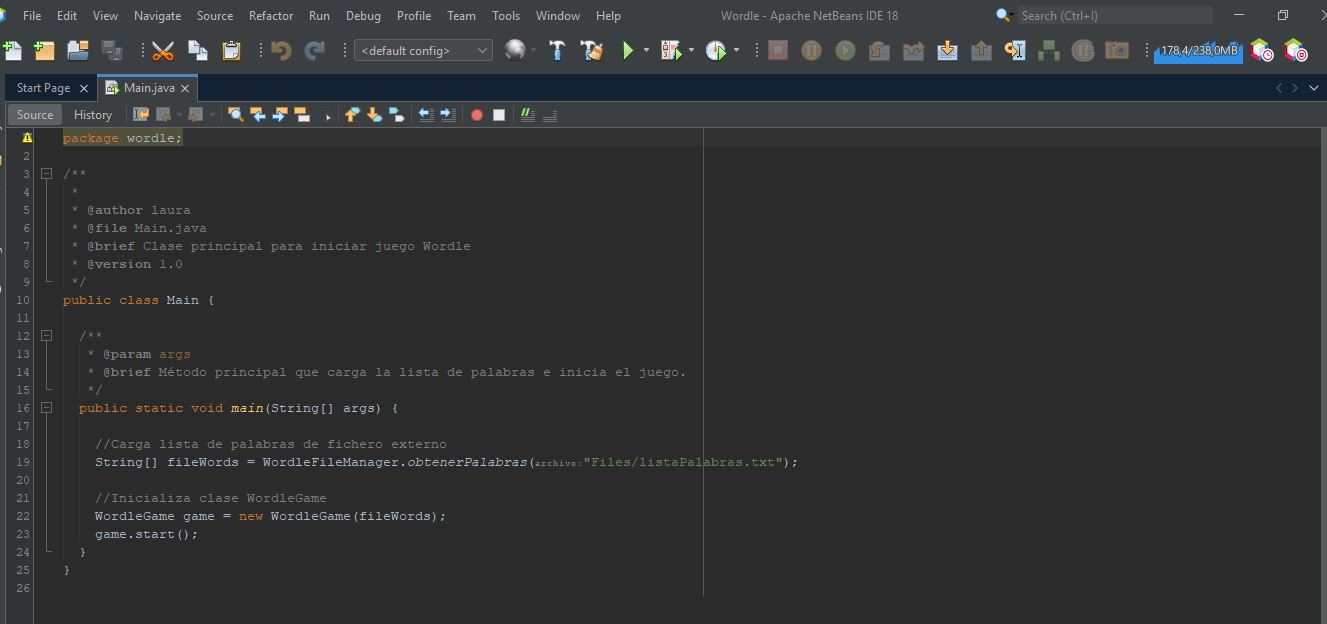 File Edit View Navigate Source Refactor Run Debug Profile Team Tools Window Help Wordle - Apache NetBeans IDE 18 Search (Ctrl+I)
<default config> 178,4/238,0MB
Start Page Main.java
Source History
package wordle;
2
3 /**
4 *
5 * @author laura
6 * @file Main.java
7 * @brief Clase principal para iniciar juego Wordle
8 * @version 1.0
9 */
10 public class Main {
11
12 /**
13 * @param args
14 * @brief Método principal que carga la lista de palabras e inicia el juego.
15 */
16 public static void main(String[] args) {
17
18 //Carga lista de palabras de fichero externo
19 String[] fileWords = WordleFileManager.obtenerPalabras(archivo:"Files/listaPalabras.txt");
20
21 //Inicializa clase WordleGame
22 WordleGame game = new WordleGame(fileWords);
23 game.start();
24 }
25 }
26